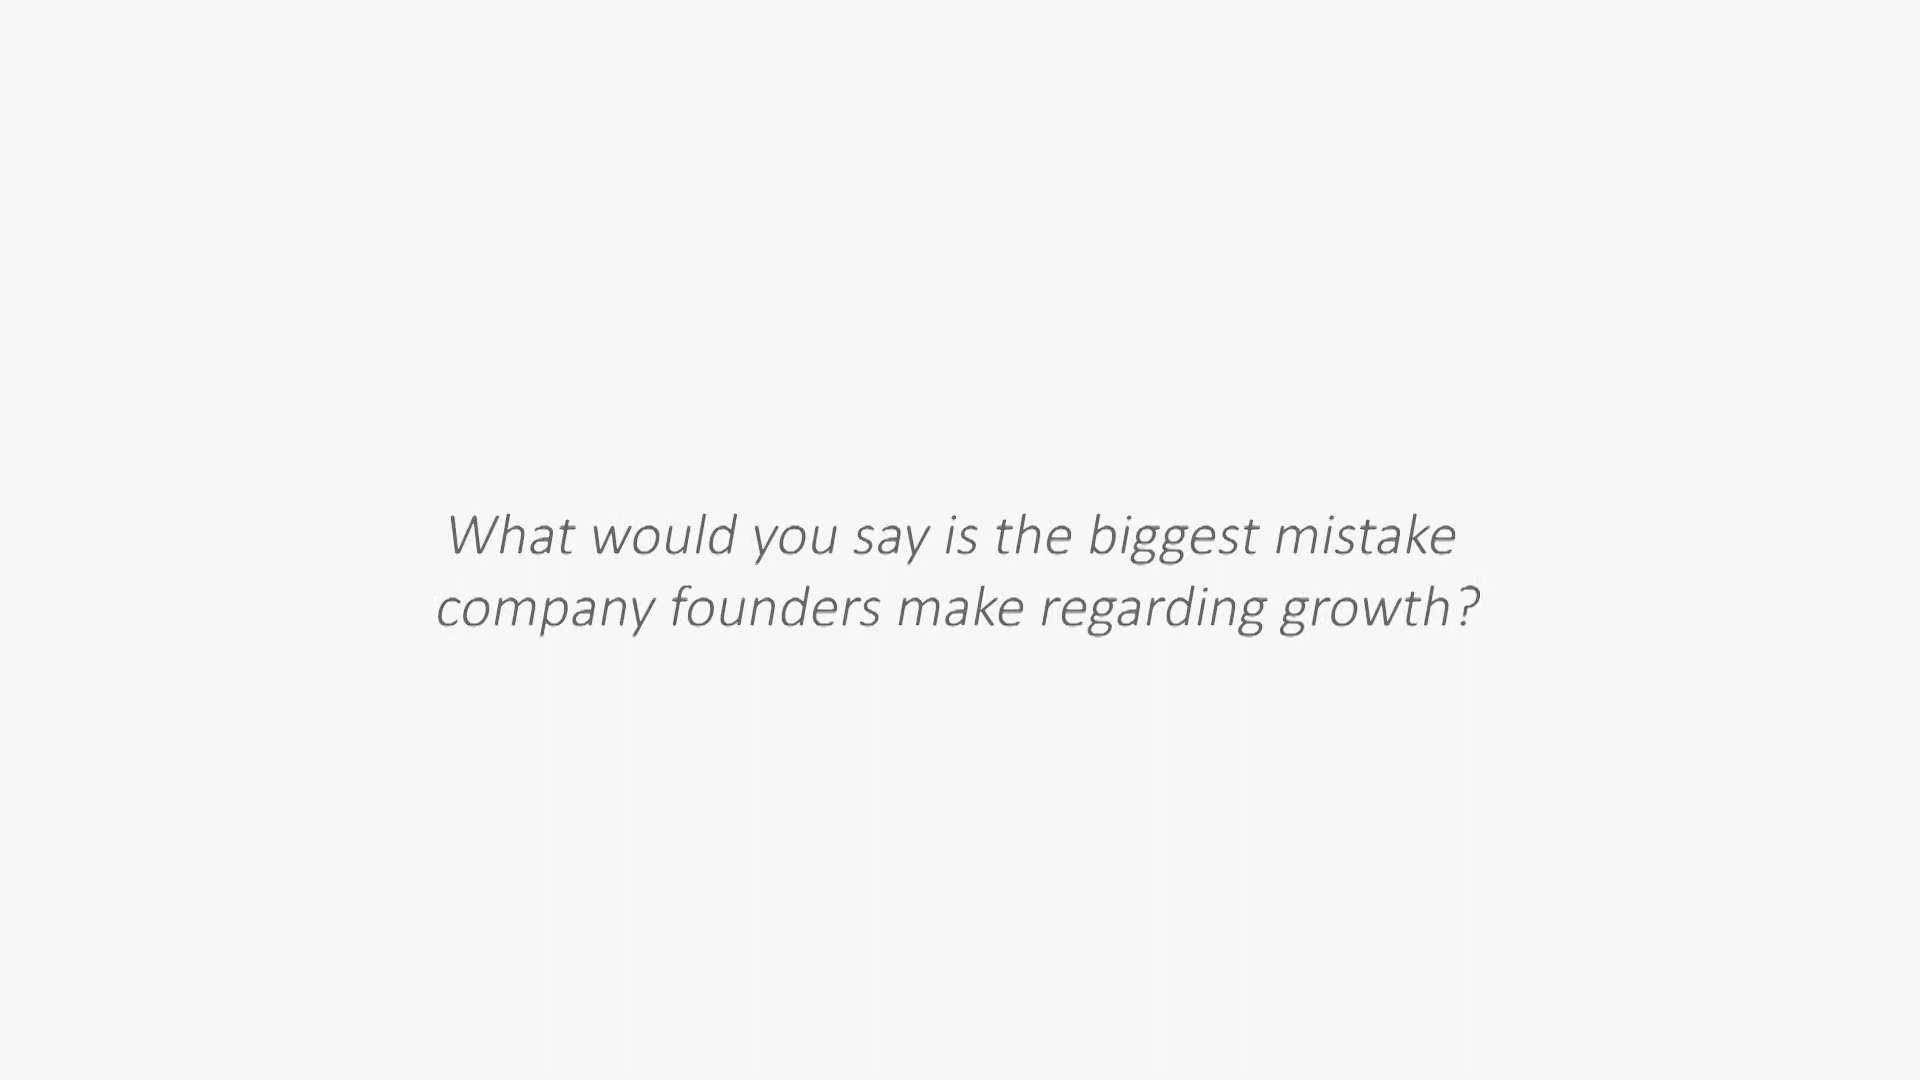 What would you say is the biggest mistake
company founders make regarding growth?